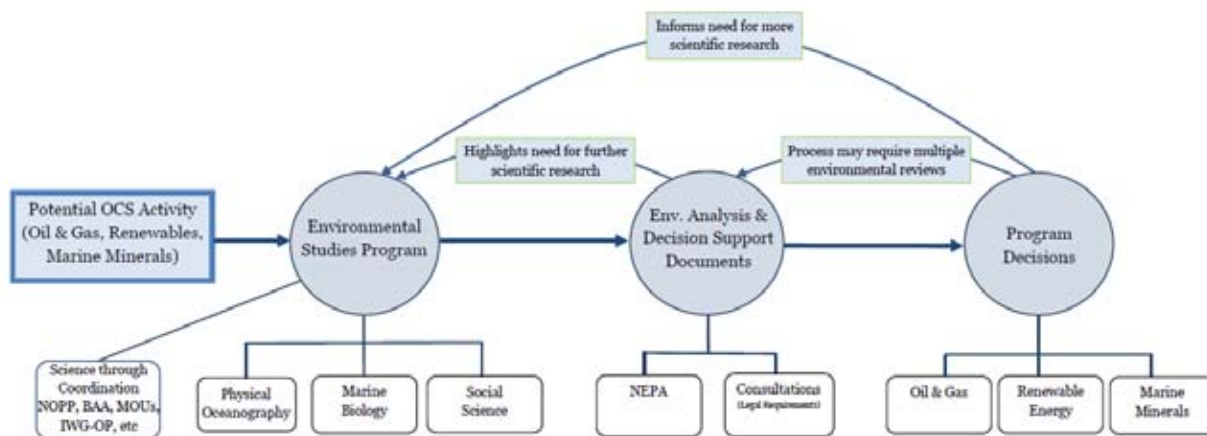 Informs need for more
scientific research
Highlights need for further
scientific research
Process may require multiple
environmental reviews
Potential OCS Activity
(Oil & Gas, Renewables,
Marine Minerals)
Environmental
Studies Program
Env. Analysis &
Decision Support
Documents
Program
Decisions
Science through
Coordination
NOPP, BAA, MOUs,
IWG-OP, etc
Physical
Oceanography
Marine
Biology
Social
Science
NEPA
Consultations
(Legal Requirements)
Oil & Gas
Renewable
Energy
Marine
Minerals